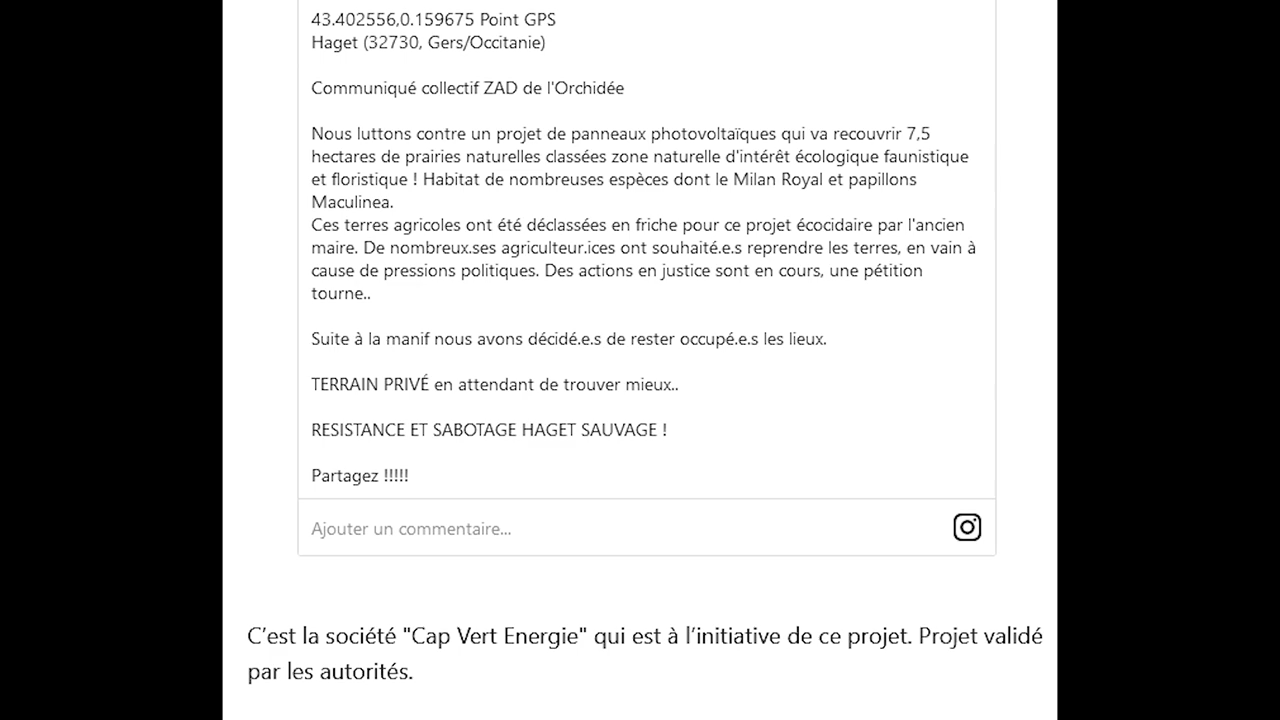 43.402556,0.159675 Point GPS
Haget (32730, Gers/Occitanie)
Communiqué collectif ZAD de l'Orchidée
Nous luttons contre un projet de panneaux photovoltaïques qui va recouvrir 7,5
hectares de prairies naturelles classées zone naturelle d'intérêt écologique faunistique
et floristique ! Habitat de nombreuses espèces dont le Milan Royal et papillons
Maculinea.
Ces terres agricoles ont été déclassées en friche pour ce projet écocidaire par l'ancien
maire. De nombreux.ses agriculteur.ices ont souhaité.e.s reprendre les terres, en vain à
cause de pressions politiques. Des actions en justice sont en cours, une pétition
tourne..
Suite à la manif nous avons décidé.e.s de rester occupé.e.s les lieux.
TERRAIN PRIVÉ en attendant de trouver mieux..
RESISTANCE ET SABOTAGE HAGET SAUVAGE !
Partagez !!!!!
Ajouter un commentaire...
C’est la société "Cap Vert Energie" qui est à l’initiative de ce projet. Projet validé
par les autorités.